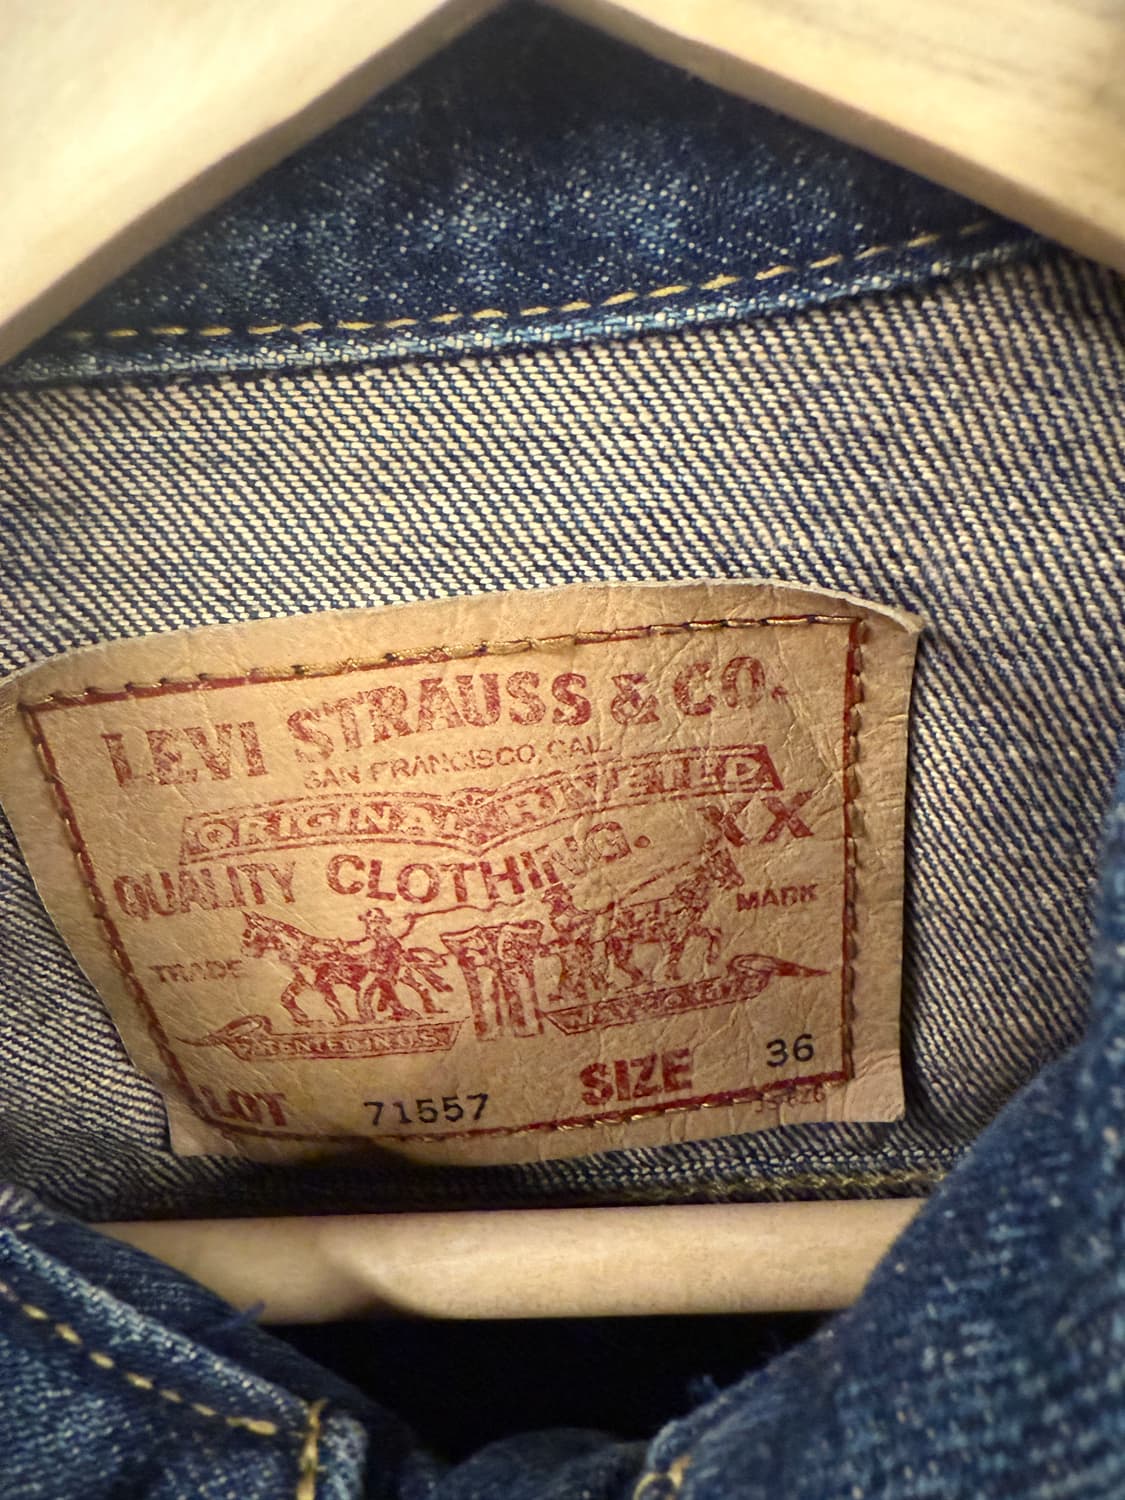 LEVI STRAUSS & CO.
SAN FRANCISCO, CAL.
ORIGINAL RIVETED
QUALITY CLOTHING. XX
TRADE MARK
LOT 71557 SIZE 36